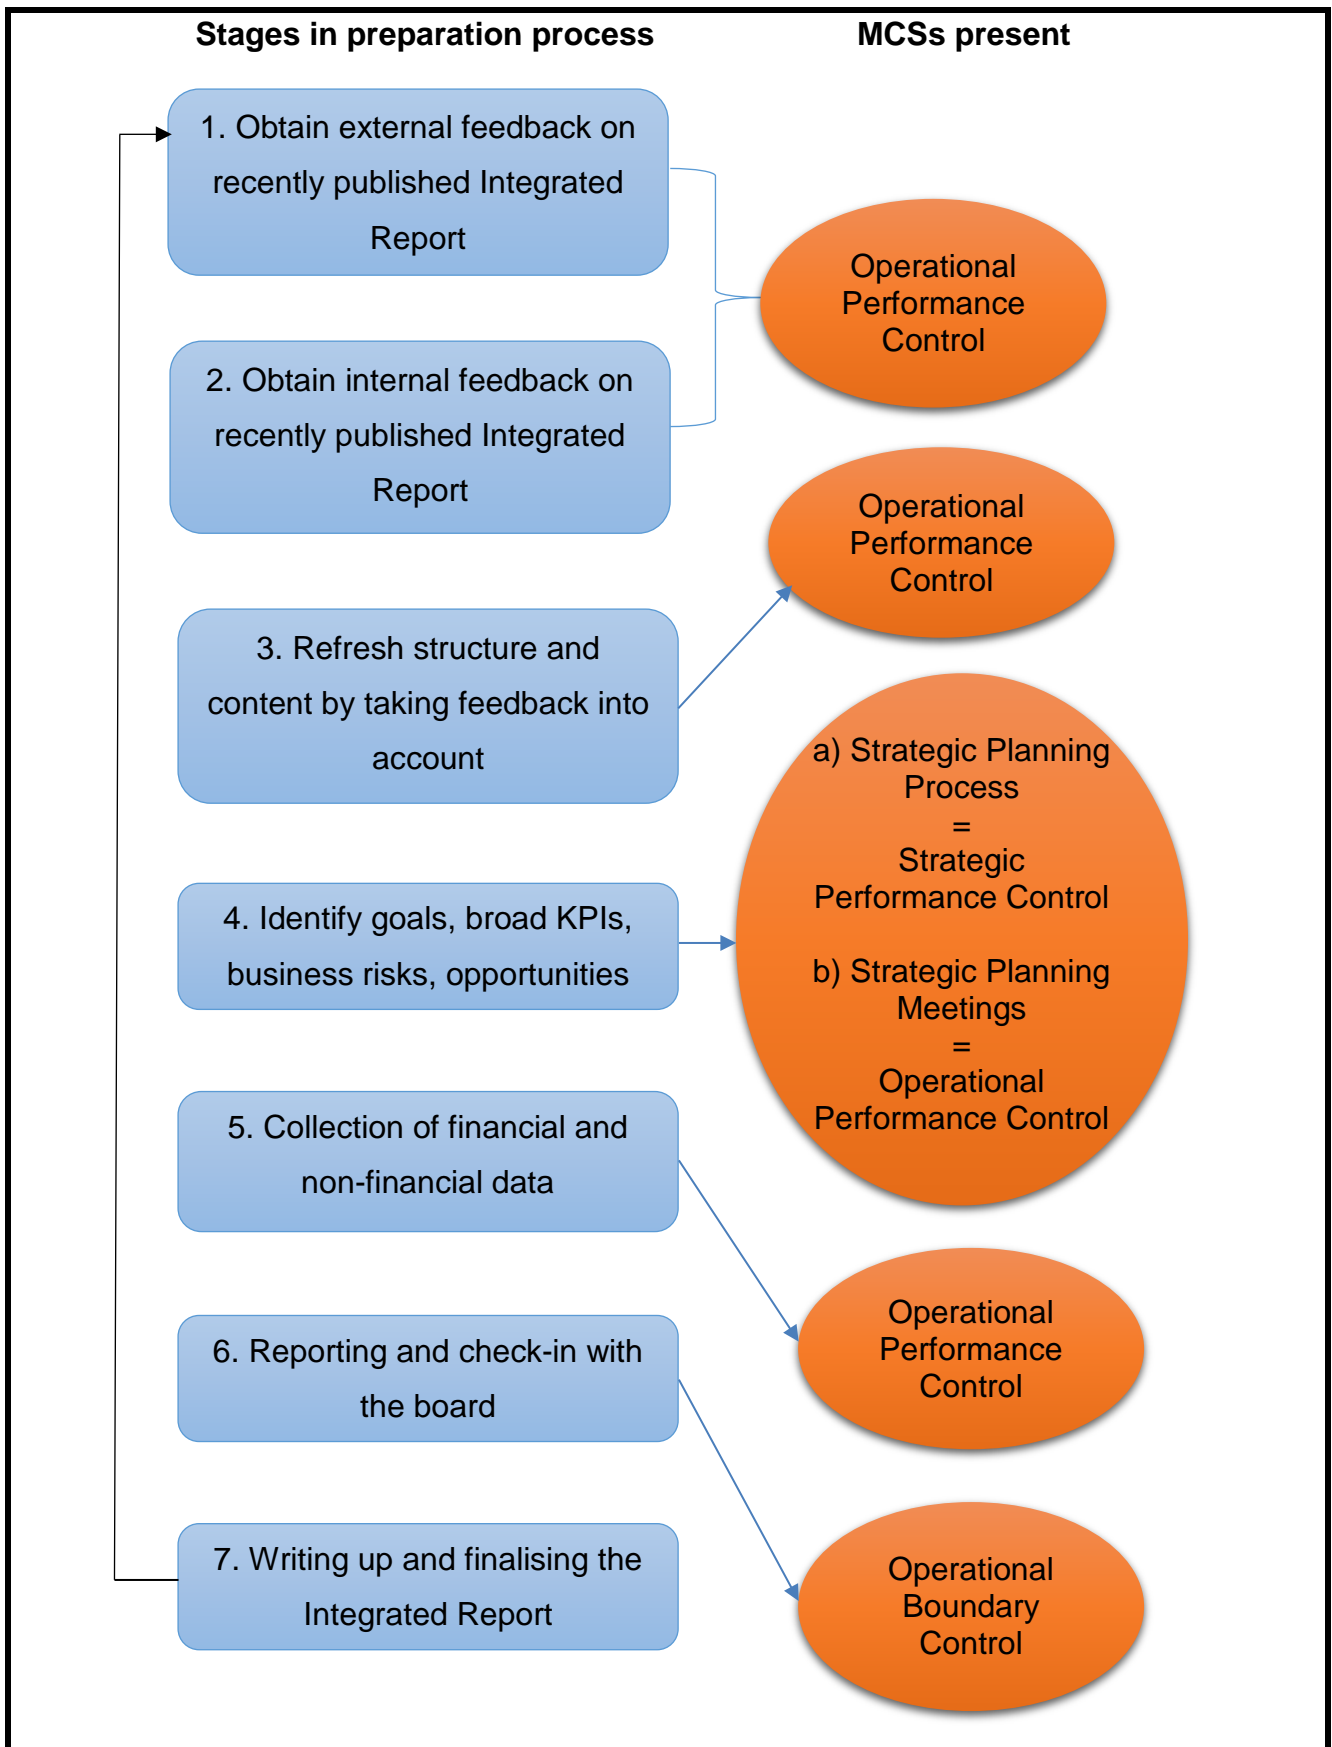 Stages in preparation process
MCSs present
1. Obtain external feedback on
recently published Integrated
Report
Operational
Performance
Control
2. Obtain internal feedback on
recently published Integrated
Report
Operational
Performance
Control
3. Refresh structure and
content by taking feedback into
account
a) Strategic Planning
Process
=
Strategic
Performance Control
b) Strategic Planning
Meetings
=
Operational
Performance Control
4. Identify goals, broad KPIs,
business risks, opportunities
5. Collection of financial and
non-financial data
Operational
Performance
Control
6. Reporting and check-in with
the board
Operational
Boundary
Control
7. Writing up and finalising the
Integrated Report